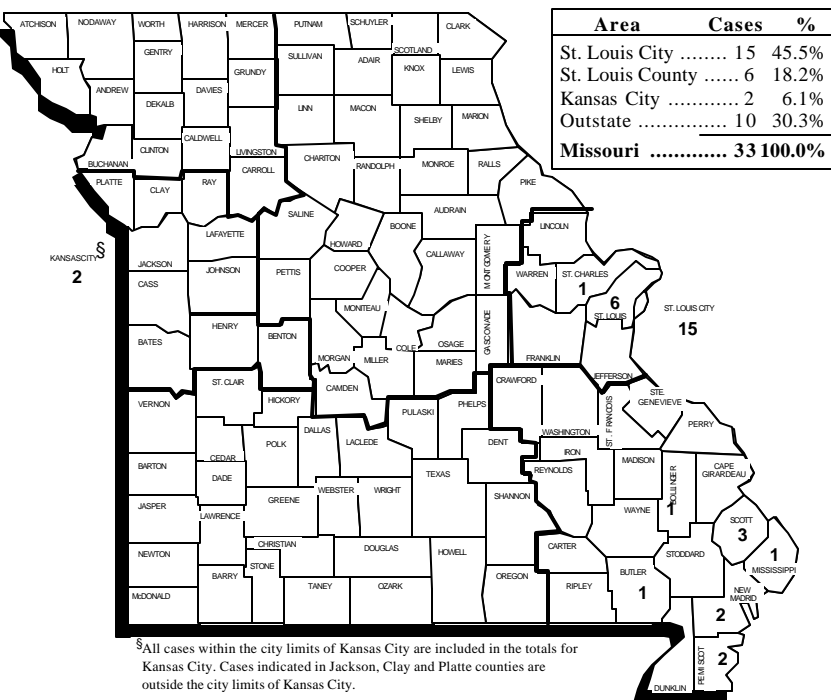 Area Cases %
St. Louis City ........ 15 45.5%
St. Louis County ...... 6 18.2%
Kansas City ............ 2 6.1%
Outstate ................ 10 30.3%
Missouri ............. 33 100.0%
ATCHISON NODAWAY WORTH HARRISON MERCER PUTNAM SCHUYLER CLARK
SCOTLAND
GENTRY SULLIVAN ADAIR
HOLT GRUNDY KNOX LEWIS
ANDREW DAVIES
DEKALB LINN MACON SHELBY MARION
CALDWELL
CLINTON LIVINGSTON
BUCHANAN CARROLL CHARITON RANDOLPH MONROE RALLS
PLATTE CLAY RAY PIKE
SALINE AUDRAIN
LAFAYETTE HOWARD BOONE LINCOLN
KANSASCITY§
2
JACKSON JOHNSON PETTIS COOPER CALLAWAY MONTGOMERY WARREN ST. CHARLES
1
CASS
6
ST. LOUIS
ST. LOUIS CITY
15
MONITEAU
BATES HENRY BENTON MORGAN MILLER COLE OSAGE GASCONADE
MARIES FRANKLIN
ST. CLAIR CAMDEN CRAWFORD JEFFERSON
VERNON HICKORY PULASKI PHELPS ST. FRANCOIS STE.
GENEVIEVE
PERRY
DALLAS LACLEDE DENT WASHINGTON
POLK
CEDAR IRON
BARTON DADE TEXAS REYNOLDS MADISON BOLLINGER
1
CAPE
GIRARDEAU
WEBSTER WRIGHT
JASPER GREENE SHANNON WAYNE
LAWRENCE SCOTT
3
CHRISTIAN DOUGLAS HOWELL CARTER
NEWTON STONE STODDARD
1
MISSISSIPPI
BARRY TANEY OZARK OREGON RIPLEY BUTLER
1
McDONALD
NEW
MADRID
2
PEMISCOT
2
DUNKLIN
§All cases within the city limits of Kansas City are included in the totals for
Kansas City. Cases indicated in Jackson, Clay and Platte counties are
outside the city limits of Kansas City.